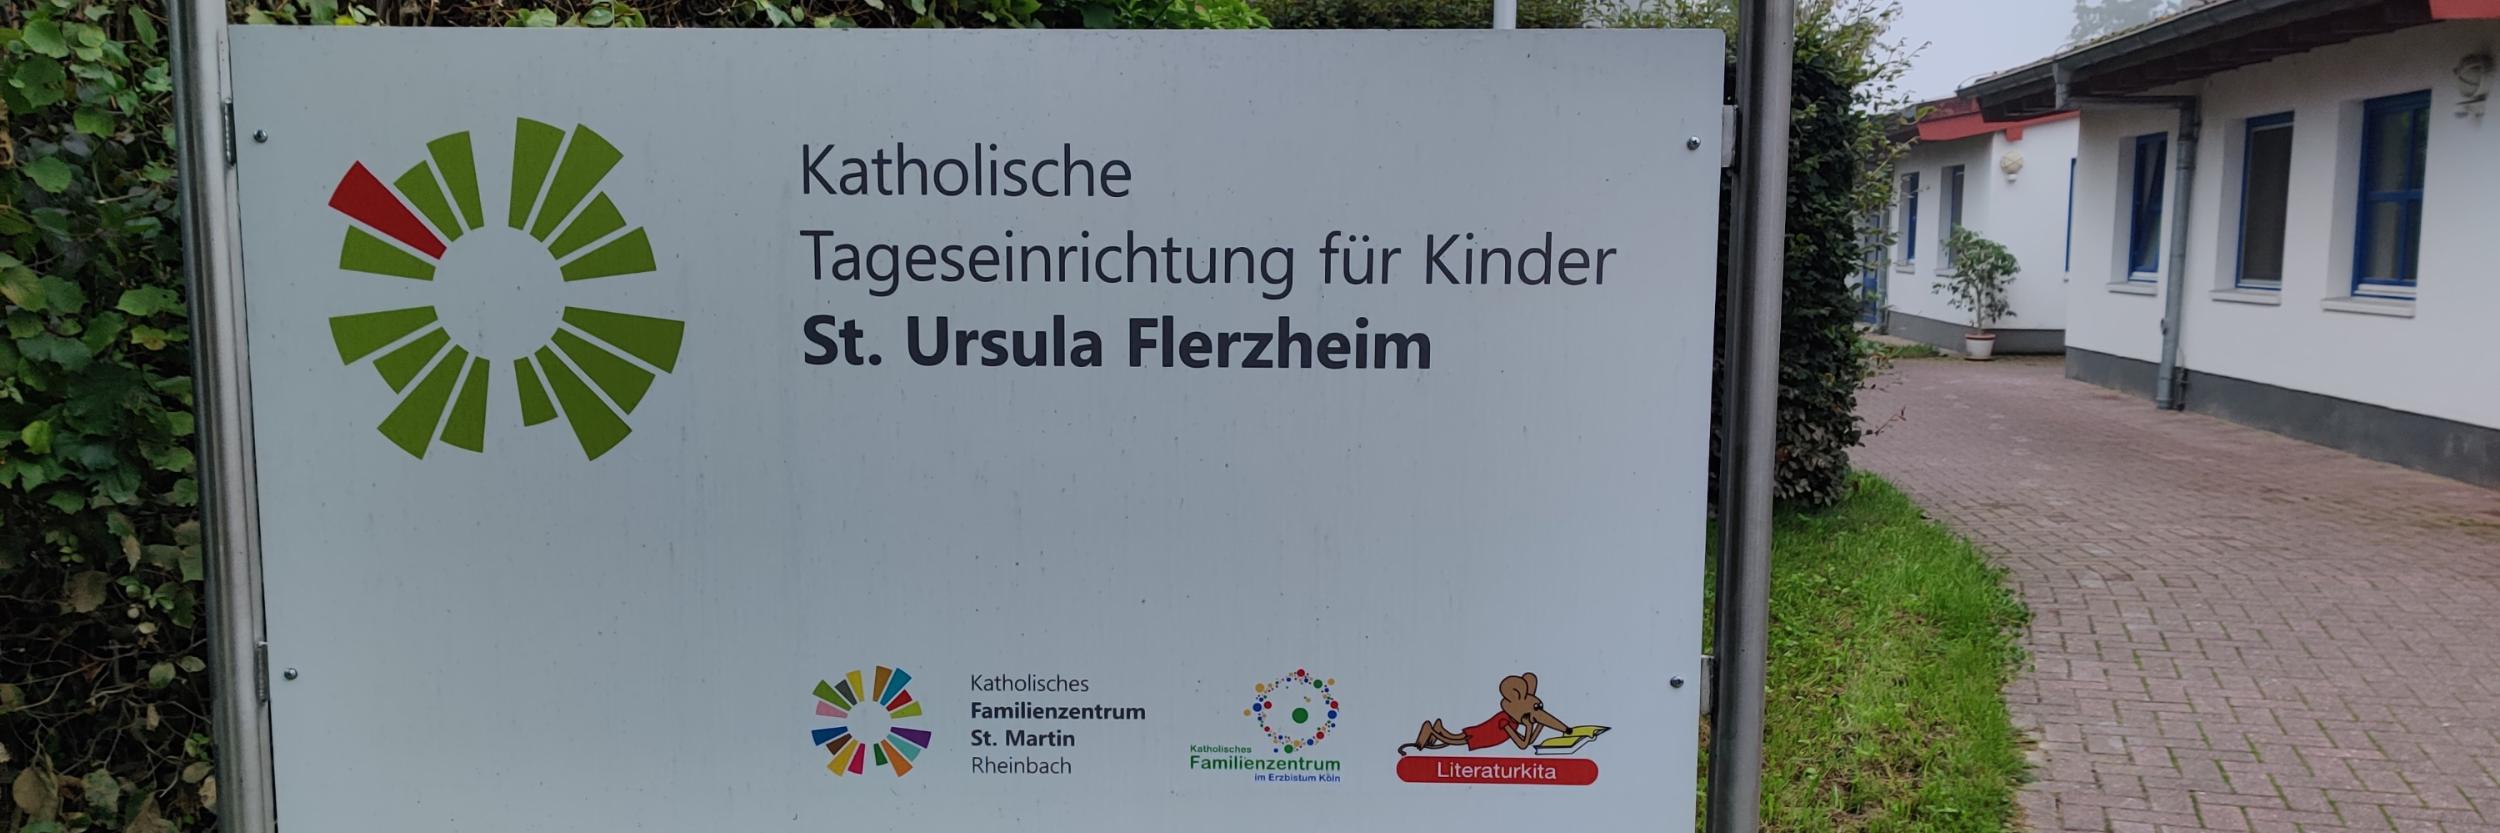 Katholische
Tageseinrichtung für Kinder
St. Ursula Flerzheim
Katholisches
Familienzentrum
St. Martin
Rheinbach
Katholisches
Familienzentrum
im Erzbistum Köln
Literaturkita